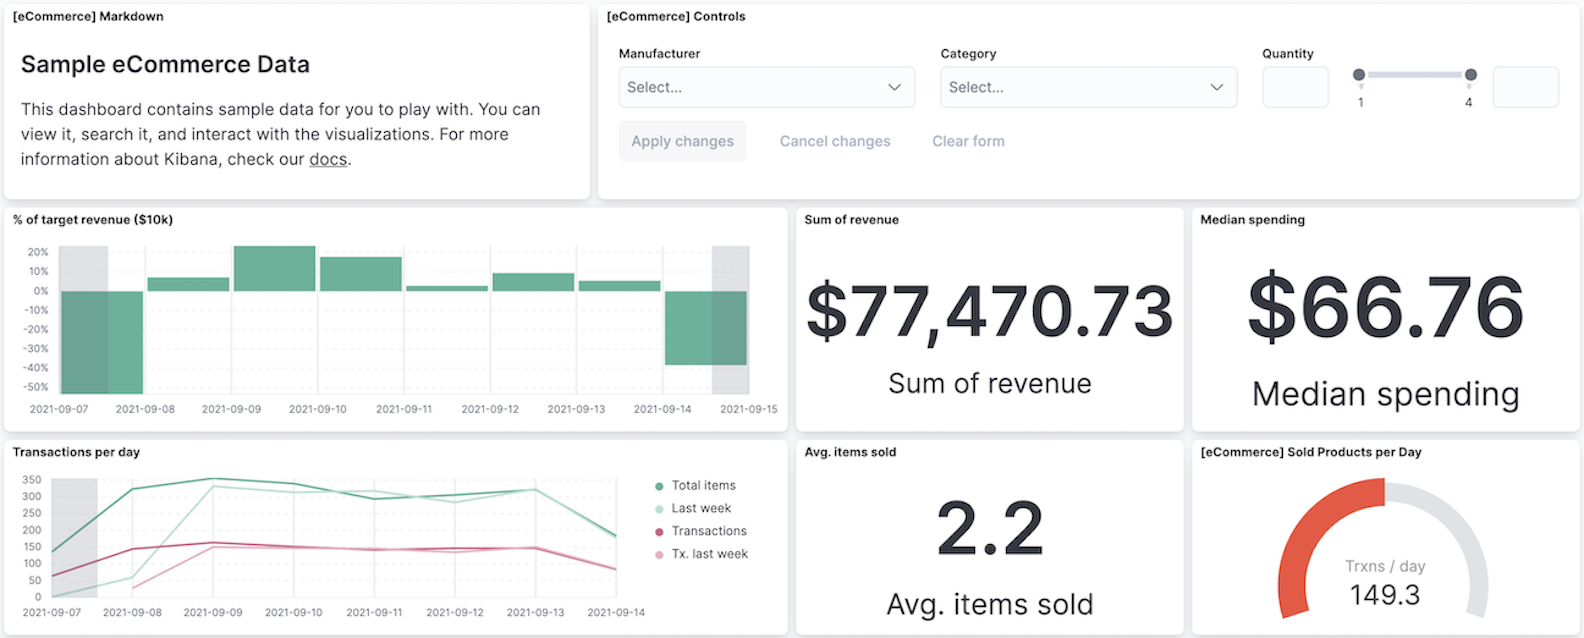 [eCommerce] Markdown
Sample eCommerce Data
This dashboard contains sample data for you to play with. You can
view it, search it, and interact with the visualizations. For more
information about Kibana, check our docs.
[eCommerce] Controls
Manufacturer
Select...
Category
Select...
Quantity
1
4
Apply changes
Cancel changes
Clear form
% of target revenue ($10k)
20%
10%
0%
-10%
-20%
-30%
-40%
-50%
2021-09-07 2021-09-08 2021-09-09 2021-09-10 2021-09-11 2021-09-12 2021-09-13 2021-09-14 2021-09-15
Sum of revenue
$77,470.73
Sum of revenue
Median spending
$66.76
Median spending
Transactions per day
350
300
250
200
150
100
50
0
2021-09-07 2021-09-08 2021-09-09 2021-09-10 2021-09-11 2021-09-12 2021-09-13 2021-09-14
Total items
Last week
Transactions
Tx. last week
Avg. items sold
2.2
Avg. items sold
[eCommerce] Sold Products per Day
Trxns / day
149.3